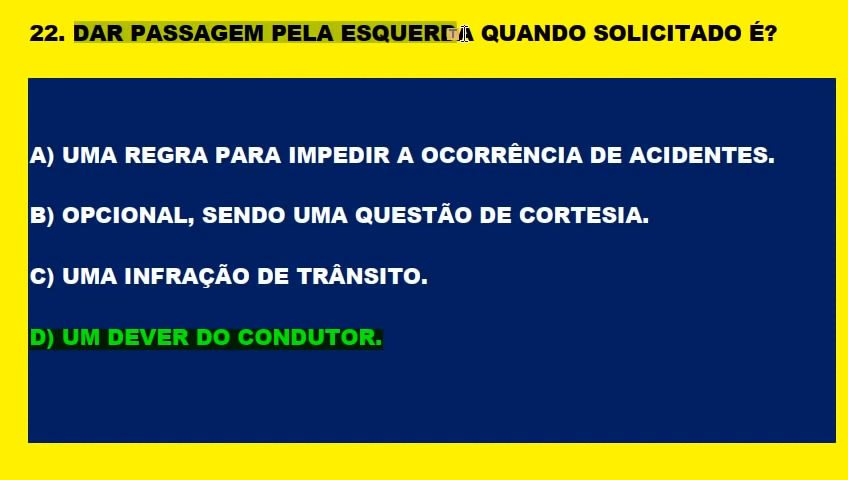 22. DAR PASSAGEM PELA ESQUERDA QUANDO SOLICITADO É?
A) UMA REGRA PARA IMPEDIR A OCORRÊNCIA DE ACIDENTES.
B) OPCIONAL, SENDO UMA QUESTÃO DE CORTESIA.
C) UMA INFRAÇÃO DE TRÂNSITO.
D) UM DEVER DO CONDUTOR.